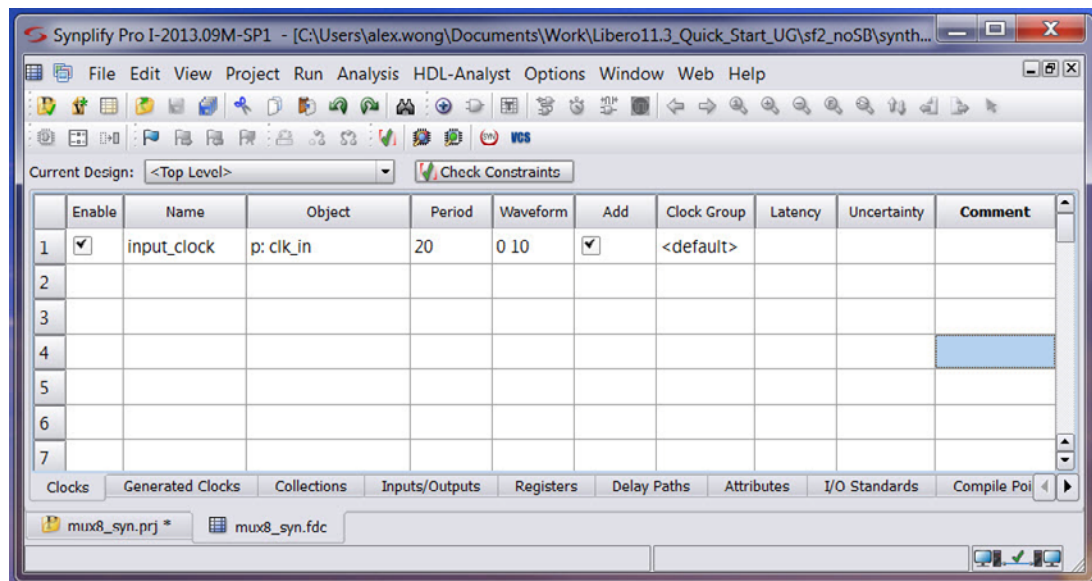 Synplify Pro I-2013.09M-SP1 - [C:\Users\alex.wong\Documents\Work\Libero11.3_Quick_Start_UG\sf2_noSB\synth...
File Edit View Project Run Analysis HDL-Analyst Options Window Web Help
SYN VCS
Current Design: <Top Level> Check Constraints
Enable Name Object Period Waveform Add Clock Group Latency Uncertainty Comment
1 input_clock p: clk_in 20 0 10 <default>
2
3
4
5
6
7
Clocks Generated Clocks Collections Inputs/Outputs Registers Delay Paths Attributes I/O Standards Compile Poi
mux8_syn.prj * mux8_syn.fdc